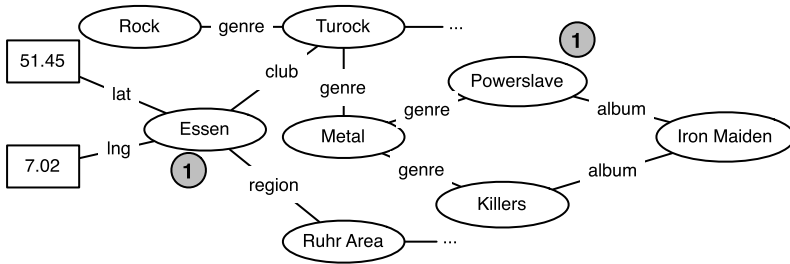 Rock genre Turock ...
1
51.45
club
Powerslave
lat
genre
genre
album
Essen
Metal
Iron Maiden
lng
7.02
1
genre
album
region
Killers
Ruhr Area ...